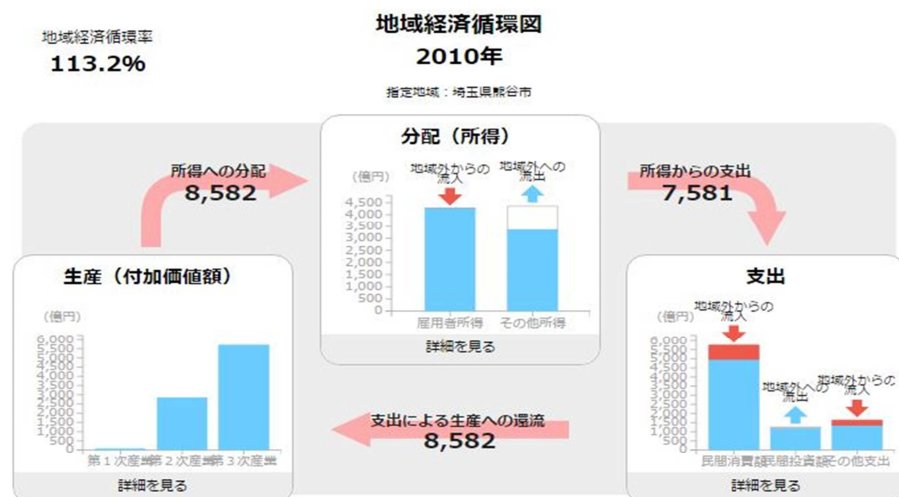 地域経済循環図
2010年
指定地域：埼玉県熊谷市
地域経済循環率
113.2%
所得への分配
8,582
分配（所得）
地域外からの
流入
地域外への
流出
（億円）
4,500
4,000
3,500
3,000
2,500
2,000
1,500
1,000
500
0
雇用者所得
その他所得
詳細を見る
所得からの支出
7,581
生産（付加価値額）
（億円）
6,000
5,500
5,000
4,500
4,000
3,500
3,000
2,500
2,000
1,500
1,000
500
0
第１次産業
第２次産業
第３次産業
詳細を見る
支出による生産への還流
8,582
支出
地域外からの
流入
地域外への
流出
地域外からの
流入
（億円）
6,000
5,500
5,000
4,500
4,000
3,500
3,000
2,500
2,000
1,500
1,000
500
0
民間消費額
民間投資額
その他支出
詳細を見る